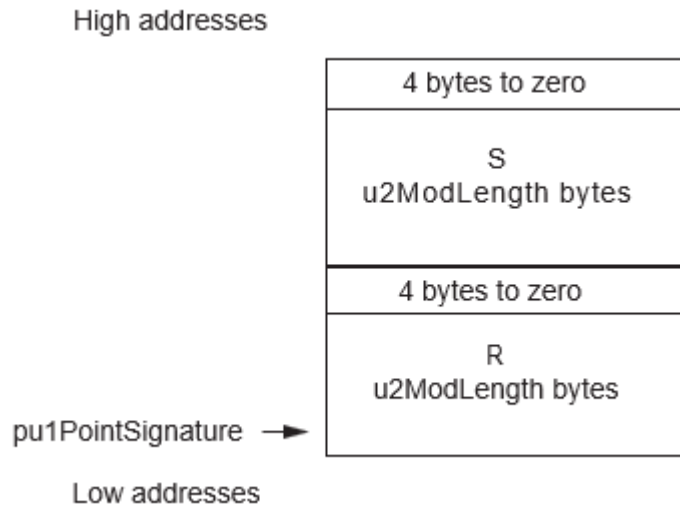 High addresses
4 bytes to zero
S
u2ModLength bytes
4 bytes to zero
R
u2ModLength bytes
pu1PointSignature
Low addresses